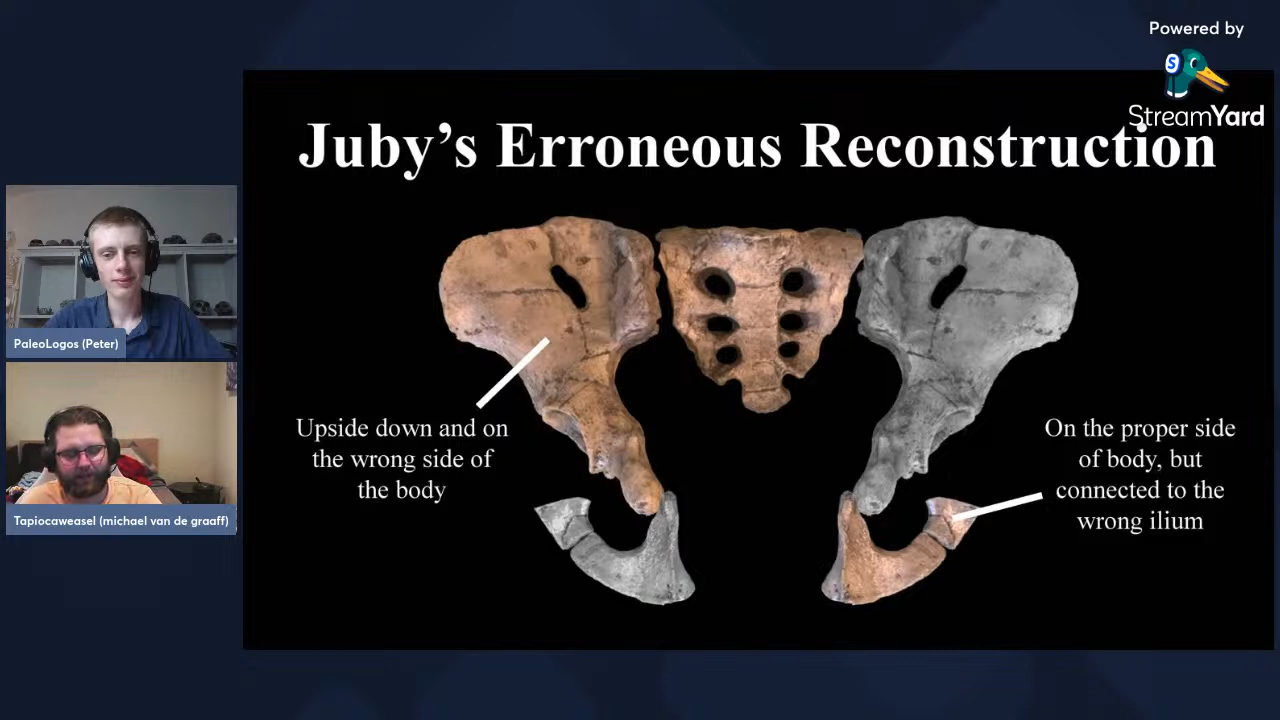 Powered by
S
StreamYard
Juby's Erroneous Reconstruction
Upside down and on
the wrong side of
the body
On the proper side
of body, but
connected to the
wrong ilium
PaleoLogos (Peter)
Tapiocaweasel (michael van de graaff)